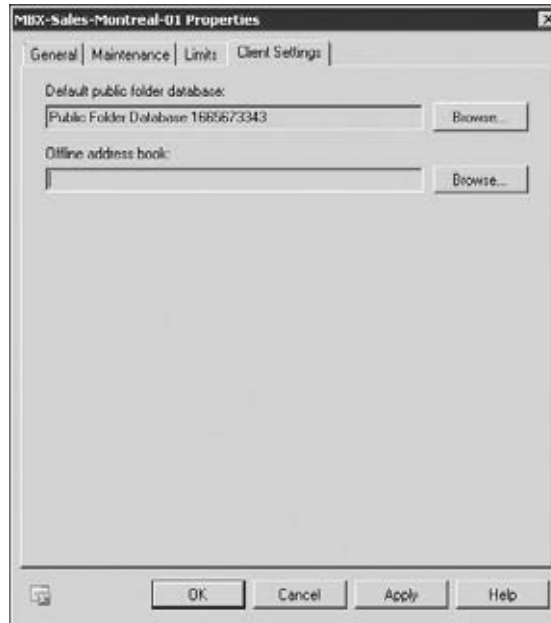 MBX-Sales-Montreal-01 Properties
General Maintenance Limits Client Settings
Default public folder database:
Public Folder Database 1665673343
Browse...
Offline address book:
Browse...
OK Cancel Apply Help